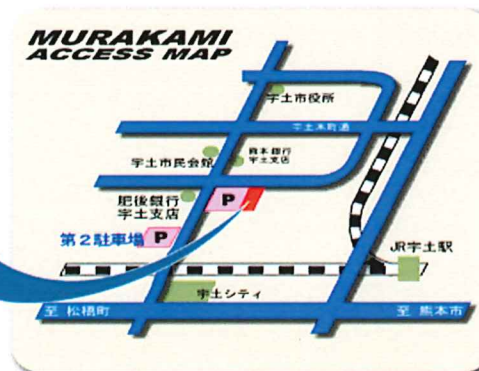 MURAKAMI
ACCESS MAP
宇土市役所
宇土本町通
宇土市民会館
熊本銀行
宇土支店
肥後銀行
宇土支店
P
第2駐車場
P
JR宇土駅
宇土シティ
至 松橋町
至 熊本市